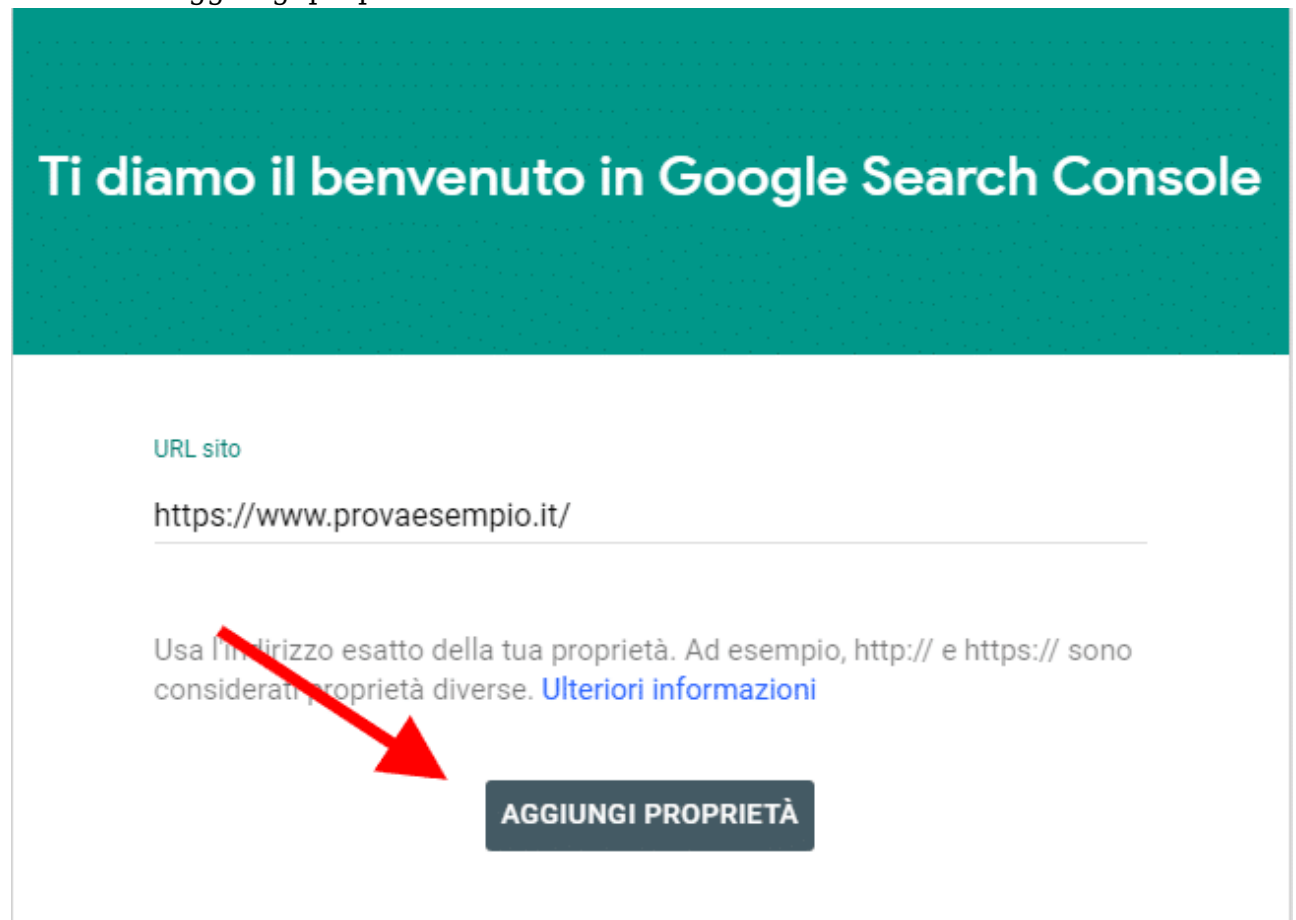 Ti diamo il benvenuto in Google Search Console
URL sito
https://www.provaesempio.it/
Usa l'indirizzo esatto della tua proprietà. Ad esempio, http:// e https:// sono
considerati proprietà diverse. Ulteriori informazioni
AGGIUNGI PROPRIETÀ